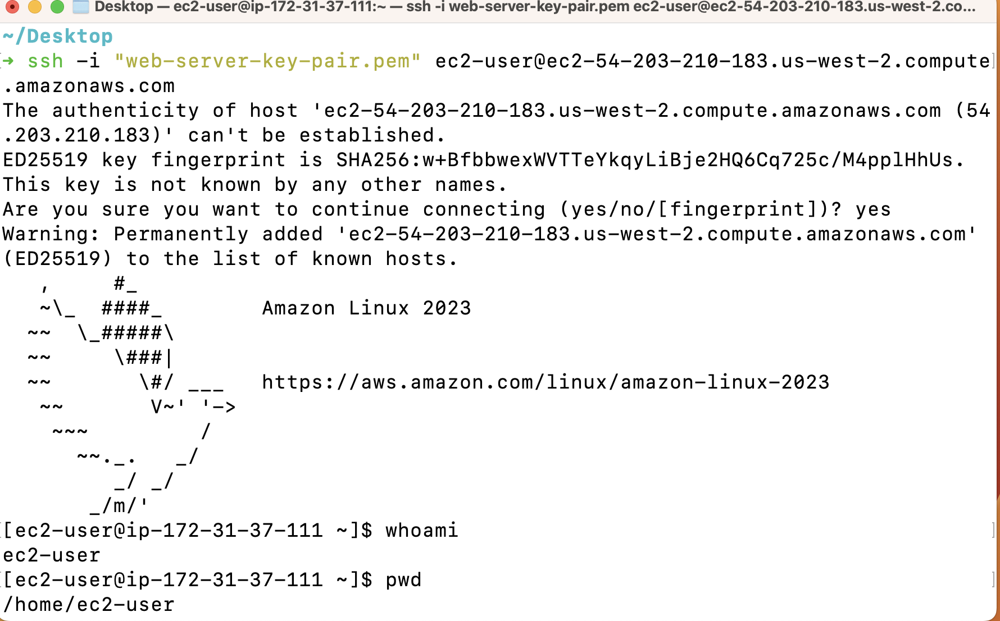 Desktop — ec2-user@ip-172-31-37-111:~ — ssh -i web-server-key-pair.pem ec2-user@ec2-54-203-210-183.us-west-2.co...
~/Desktop
➜ ssh -i "web-server-key-pair.pem" ec2-user@ec2-54-203-210-183.us-west-2.compute
.amazonaws.com
The authenticity of host 'ec2-54-203-210-183.us-west-2.compute.amazonaws.com (54
.203.210.183)' can't be established.
ED25519 key fingerprint is SHA256:w+BfbbwexWVTTeYkqyLiBje2HQ6Cq725c/M4pplHhUs.
This key is not known by any other names.
Are you sure you want to continue connecting (yes/no/[fingerprint])? yes
Warning: Permanently added 'ec2-54-203-210-183.us-west-2.compute.amazonaws.com'
(ED25519) to the list of known hosts.
   ,     #_
   ~\_  ####_        Amazon Linux 2023
  ~~  \_#####\
  ~~     \###|
  ~~       \#/ ___   https://aws.amazon.com/linux/amazon-linux-2023
   ~~       V~' '->
    ~~~         /
      ~~._.   _/
         _/ _/
       _/m/'
[ec2-user@ip-172-31-37-111 ~]$ whoami
ec2-user
[ec2-user@ip-172-31-37-111 ~]$ pwd
/home/ec2-user